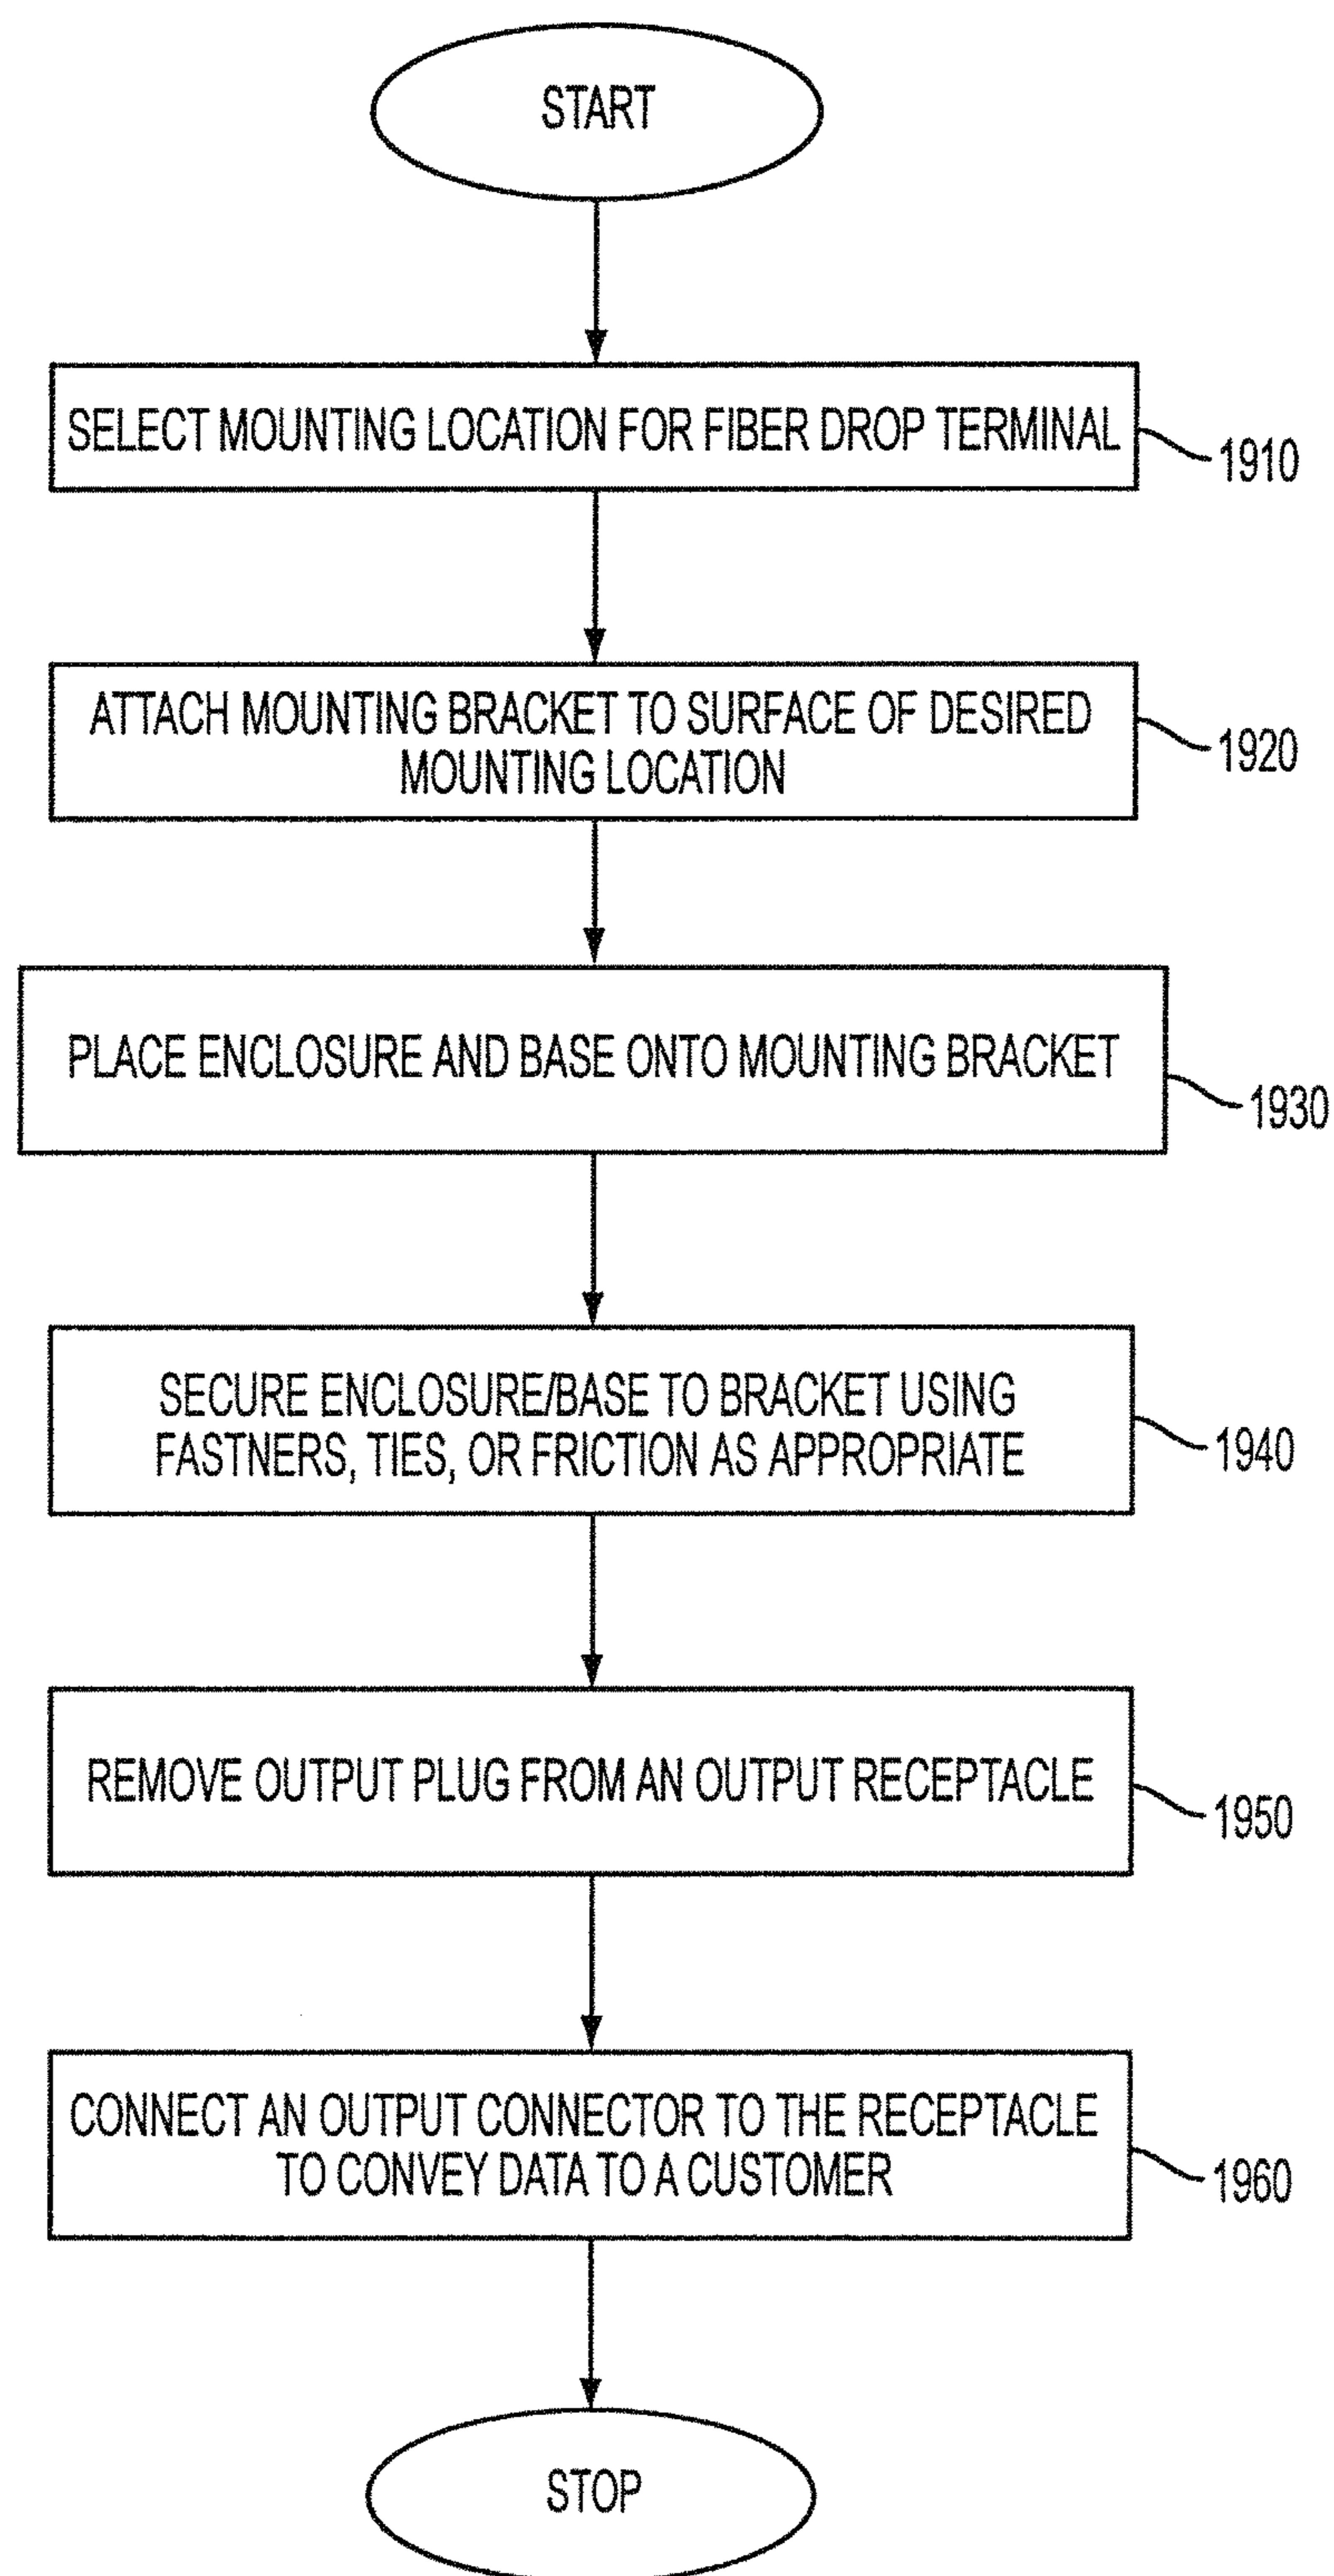 START
SELECT MOUNTING LOCATION FOR FIBER DROP TERMINAL
1910
ATTACH MOUNTING BRACKET TO SURFACE OF DESIRED
MOUNTING LOCATION
1920
PLACE ENCLOSURE AND BASE ONTO MOUNTING BRACKET
1930
SECURE ENCLOSURE/BASE TO BRACKET USING
FASTNERS, TIES, OR FRICTION AS APPROPRIATE
1940
REMOVE OUTPUT PLUG FROM AN OUTPUT RECEPTACLE
1950
CONNECT AN OUTPUT CONNECTOR TO THE RECEPTACLE
TO CONVEY DATA TO A CUSTOMER
1960
STOP